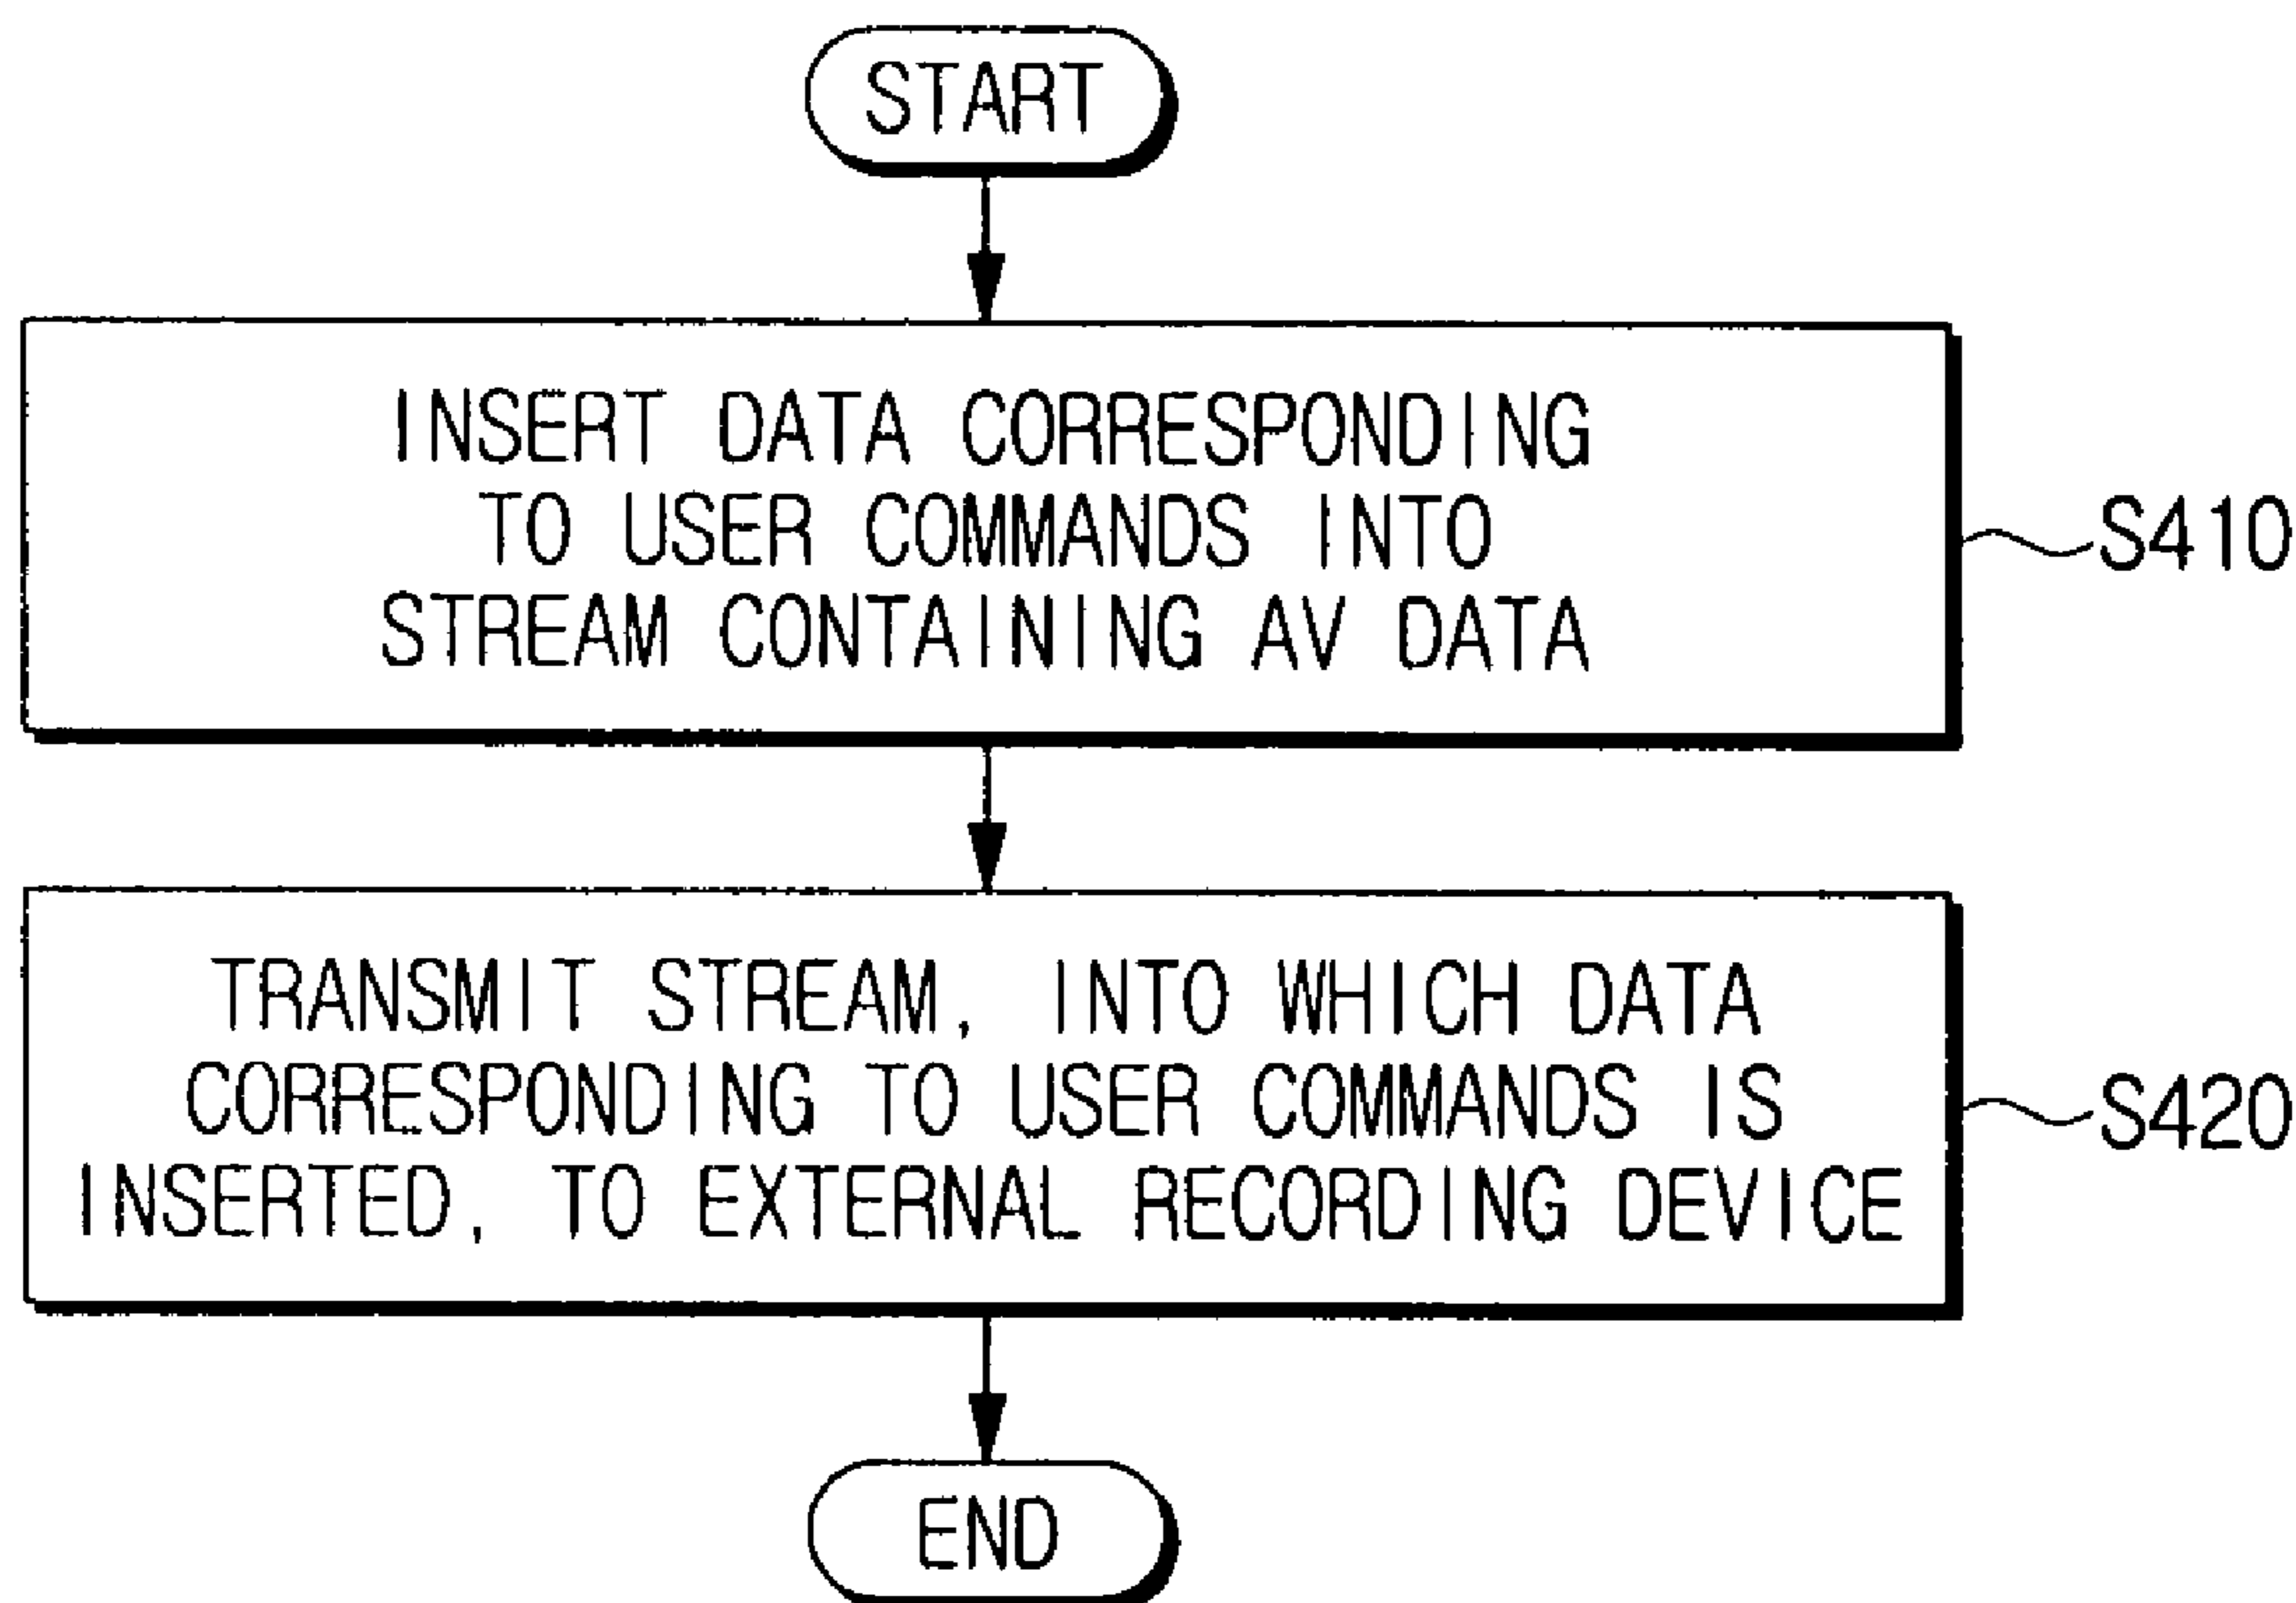 START
INSERT DATA CORRESPONDING
TO USER COMMANDS INTO
STREAM CONTAINING AV DATA
S410
TRANSMIT STREAM, INTO WHICH DATA
CORRESPONDING TO USER COMMANDS IS
INSERTED, TO EXTERNAL RECORDING DEVICE
S420
END